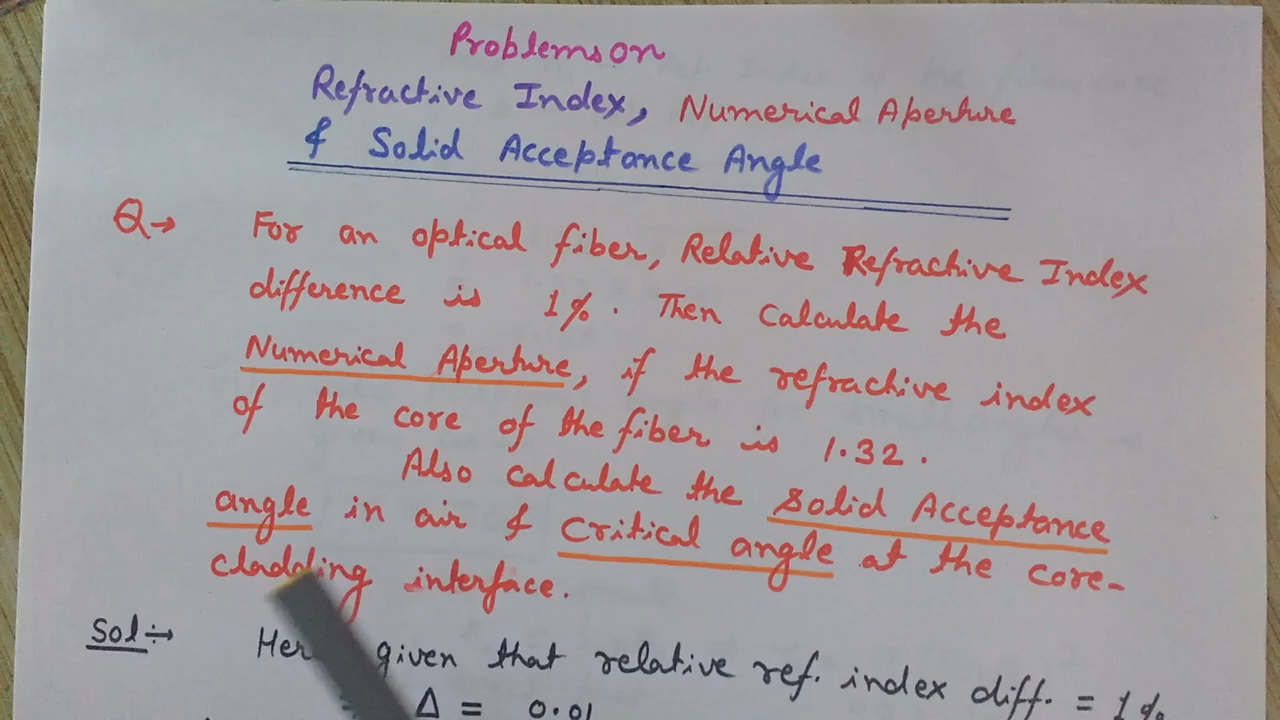 Problems on
Refractive Index, Numerical Aperture
& Solid Acceptance Angle
Q→ For an optical fiber, Relative Refractive Index
difference is 1%. Then calculate the
Numerical Aperture, if the refractive index
of the core of the fiber is 1.32.
Also calculate the Solid Acceptance
angle in air & Critical angle at the core-
cladding interface.
Sol:→ given that relative ref. index diff. = 1%
Δ = 0.01